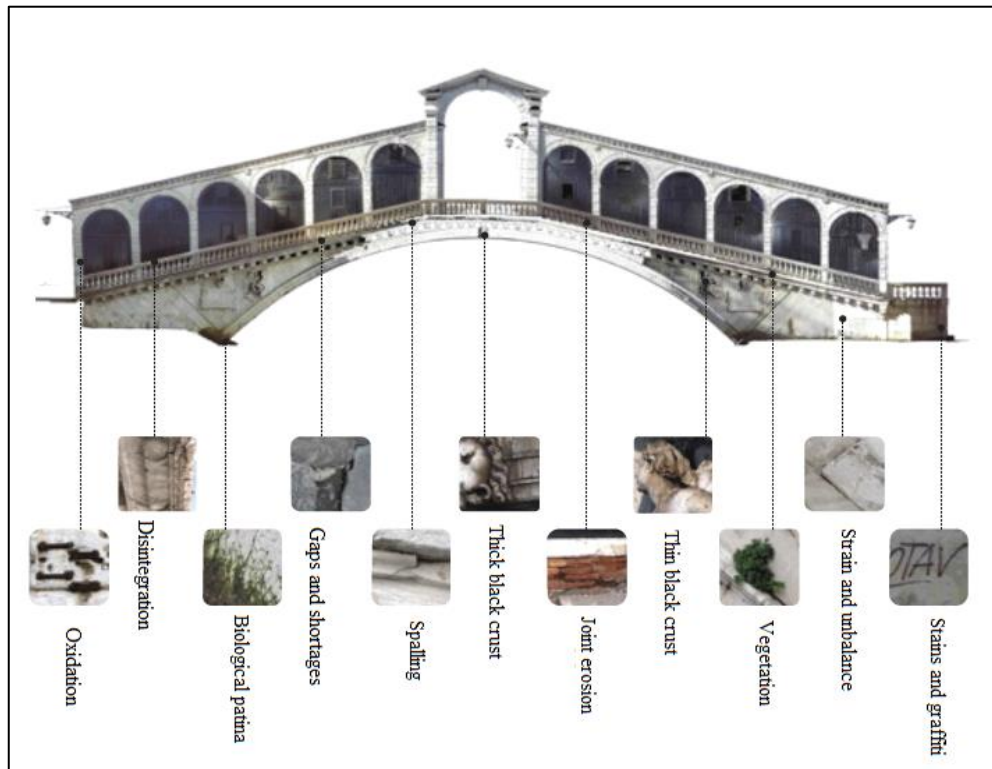 Oxidation
Disintegration
Biological patina
Gaps and shortages
Spalling
Thick black crust
Joint erosion
Thin black crust
Vegetation
Strain and unbalance
OTAV
Stains and graffiti